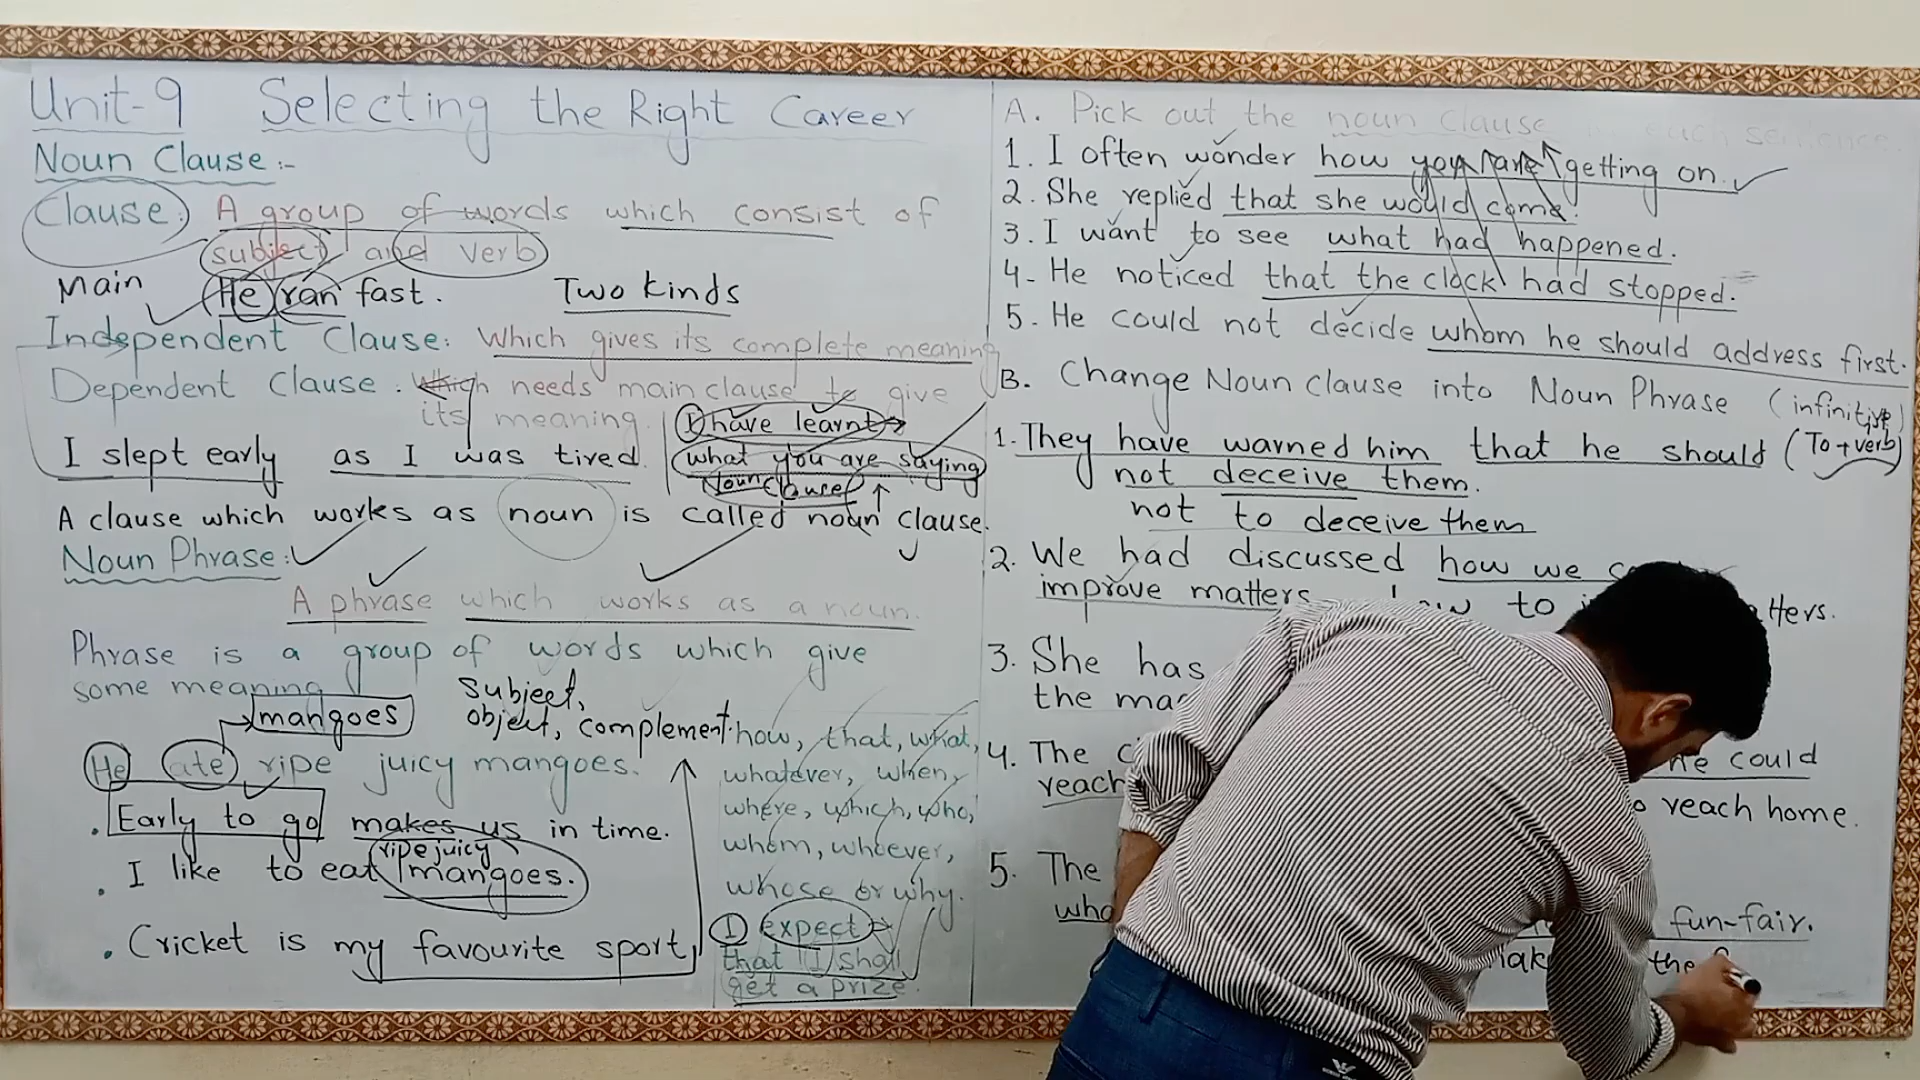 Unit-9 Selecting the Right Career
Noun Clause :-
Clause: A group of words which consist of
subject and verb
Main He ran fast. Two kinds
Independent Clause: Which gives its complete meaning
Dependent Clause. Which needs main clause to give
its meaning.
I have learnt
I slept early as I was tired.
what you are saying
Noun Clause
A clause which works as noun is called noun clause.
Noun Phrase:
A phrase which works as a noun.
Phrase is a group of words which give
some meaning
mangoes
subject,
object, complement.
He ate ripe juicy mangoes.
. Early to go makes us in time.
ripe juicy
. I like to eat mangoes.
. Cricket is my favourite sport
how, that, what,
whatever, when,
where, which, who,
whom, whoever,
whose or why.
I expect
that I shall
get a prize.
A. Pick out the noun clause in each sentence.
1. I often wonder how you are getting on.
2. She replied that she would come.
3. I want to see what had happened.
4- He noticed that the clock had stopped.
5. He could not decide whom he should address first.
B. Change Noun Clause into Noun Phrase (infinitive)
1. They have warned him that he should (To + verb)
not deceive them.
not to deceive them
2. We had discussed how we
improve matters. how to
3. She has
the
4. The he could
reach to reach home.
5. The
fun-fair.
the